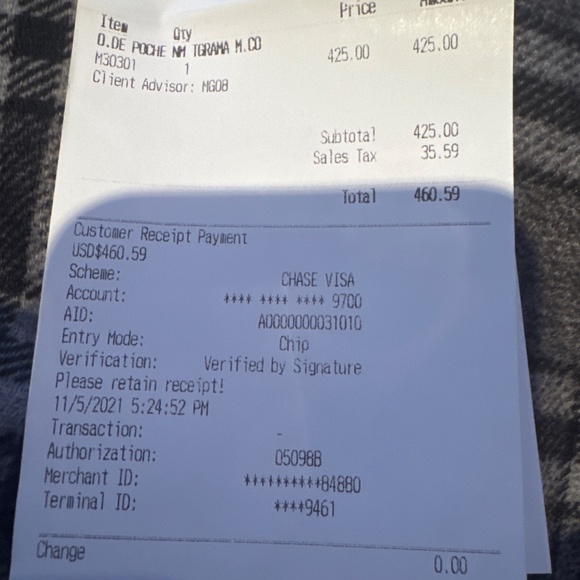 Item Qty Price
O.DE POCHE NM TGRAMA M.CO 425.00 425.00
M30301 1
Client Advisor: MG08
Subtotal 425.00
Sales Tax 35.59
Total 460.59
Customer Receipt Payment
USD$460.59
Scheme: CHASE VISA
Account: **** **** **** 9700
AID: A0000000031010
Entry Mode: Chip
Verification: Verified by Signature
Please retain receipt!
11/5/2021 5:24:52 PM
Transaction: -
Authorization: 05098B
Merchant ID: **********84880
Terminal ID: ****9461
Change 0.00